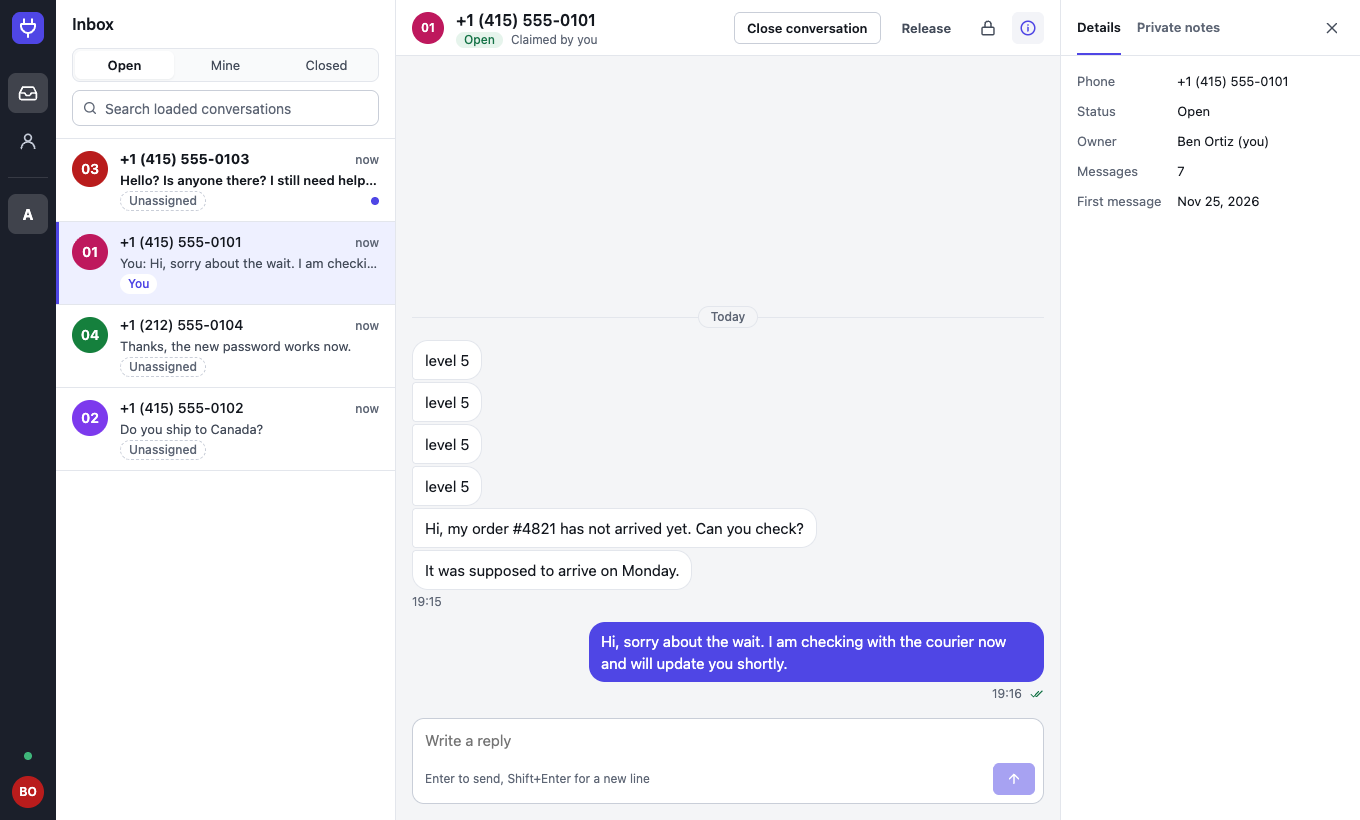 Inbox
Open
Mine
Closed
Search loaded conversations
03
+1 (415) 555-0103
now
Hello? Is anyone there? I still need help...
Unassigned
01
+1 (415) 555-0101
now
You: Hi, sorry about the wait. I am checki...
You
04
+1 (212) 555-0104
now
Thanks, the new password works now.
Unassigned
02
+1 (415) 555-0102
now
Do you ship to Canada?
Unassigned
A
BO
01
+1 (415) 555-0101
Open
Claimed by you
Close conversation
Release
Today
level 5
level 5
level 5
level 5
Hi, my order #4821 has not arrived yet. Can you check?
It was supposed to arrive on Monday.
19:15
Hi, sorry about the wait. I am checking with the courier now
and will update you shortly.
19:16
Write a reply
Enter to send, Shift+Enter for a new line
Details
Private notes
Phone +1 (415) 555-0101
Status Open
Owner Ben Ortiz (you)
Messages 7
First message Nov 25, 2026